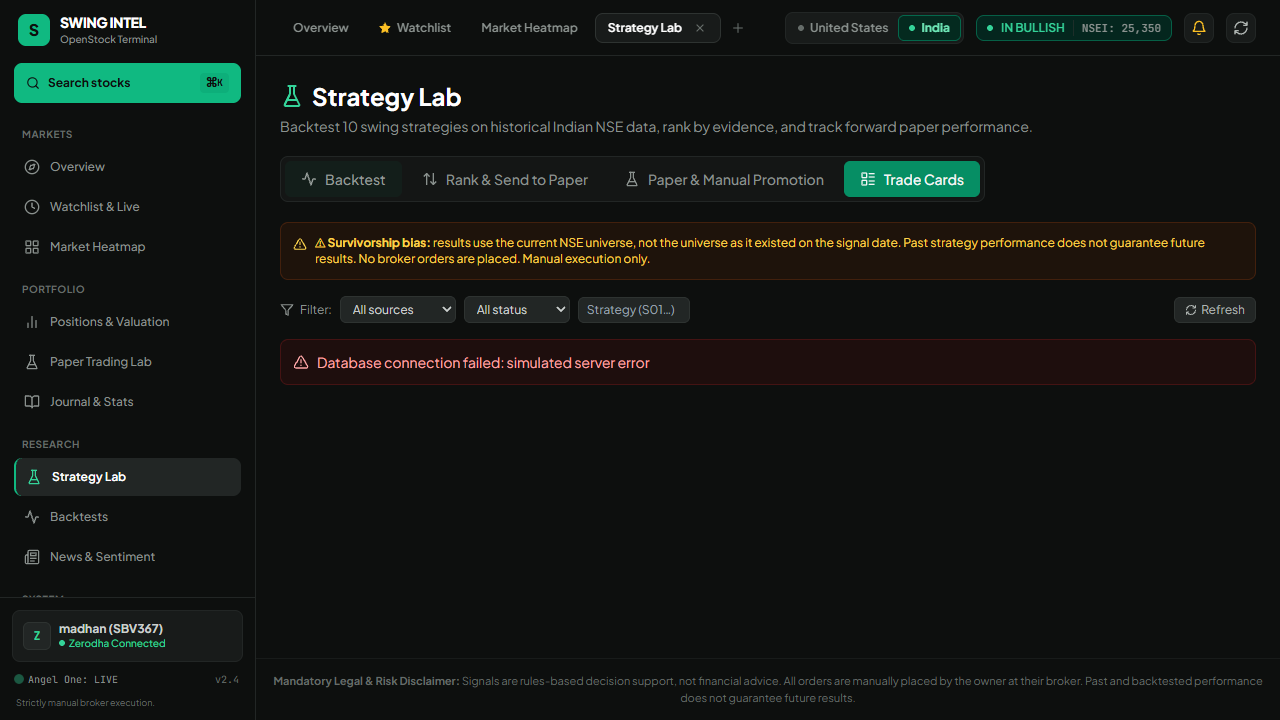 S
SWING INTEL
OpenStock Terminal
Search stocks
⌘K
MARKETS
Overview
Watchlist & Live
Market Heatmap
PORTFOLIO
Positions & Valuation
Paper Trading Lab
Journal & Stats
RESEARCH
Strategy Lab
Backtests
News & Sentiment
Z
madhan (SBV367)
Zerodha Connected
Angel One: LIVE
v2.4
Strictly manual broker execution.
Overview
Watchlist
Market Heatmap
Strategy Lab
United States
India
IN BULLISH
NSEI: 25,350
Strategy Lab
Backtest 10 swing strategies on historical Indian NSE data, rank by evidence, and track forward paper performance.
Backtest
Rank & Send to Paper
Paper & Manual Promotion
Trade Cards
⚠ Survivorship bias: results use the current NSE universe, not the universe as it existed on the signal date. Past strategy performance does not guarantee future
results. No broker orders are placed. Manual execution only.
Filter:
All sources
All status
Strategy (S01…)
Refresh
Database connection failed: simulated server error
Mandatory Legal & Risk Disclaimer: Signals are rules-based decision support, not financial advice. All orders are manually placed by the owner at their broker. Past and backtested performance
does not guarantee future results.